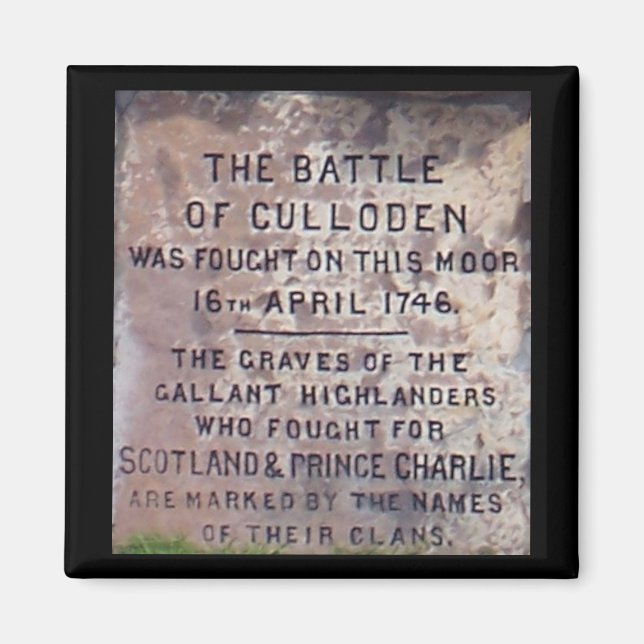 THE BATTLE
OF CULLODEN
WAS FOUGHT ON THIS MOOR
16TH APRIL 1746.
THE GRAVES OF THE
GALLANT HIGHLANDERS
WHO FOUGHT FOR
SCOTLAND & PRINCE CHARLIE,
ARE MARKED BY THE NAMES
OF THEIR CLANS.